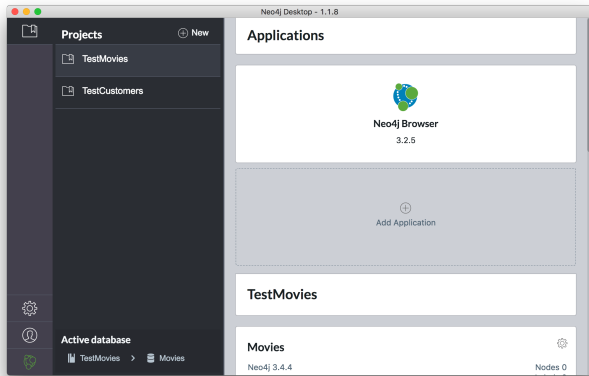 Neo4j Desktop - 1.1.8
Projects
New
TestMovies
TestCustomers
Active database
TestMovies > Movies
Applications
Neo4j Browser
3.2.5
Add Application
TestMovies
Movies
Neo4j 3.4.4
Nodes 0